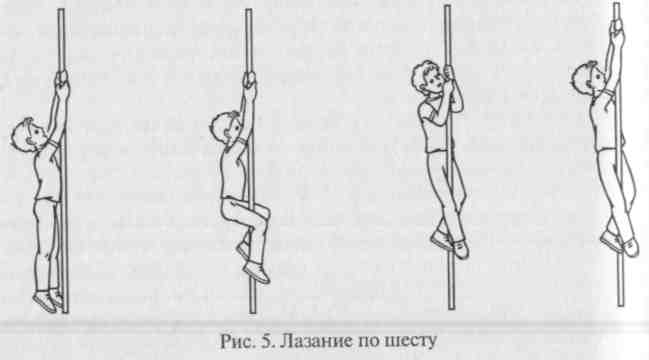 Рис. 5. Лазание по шесту